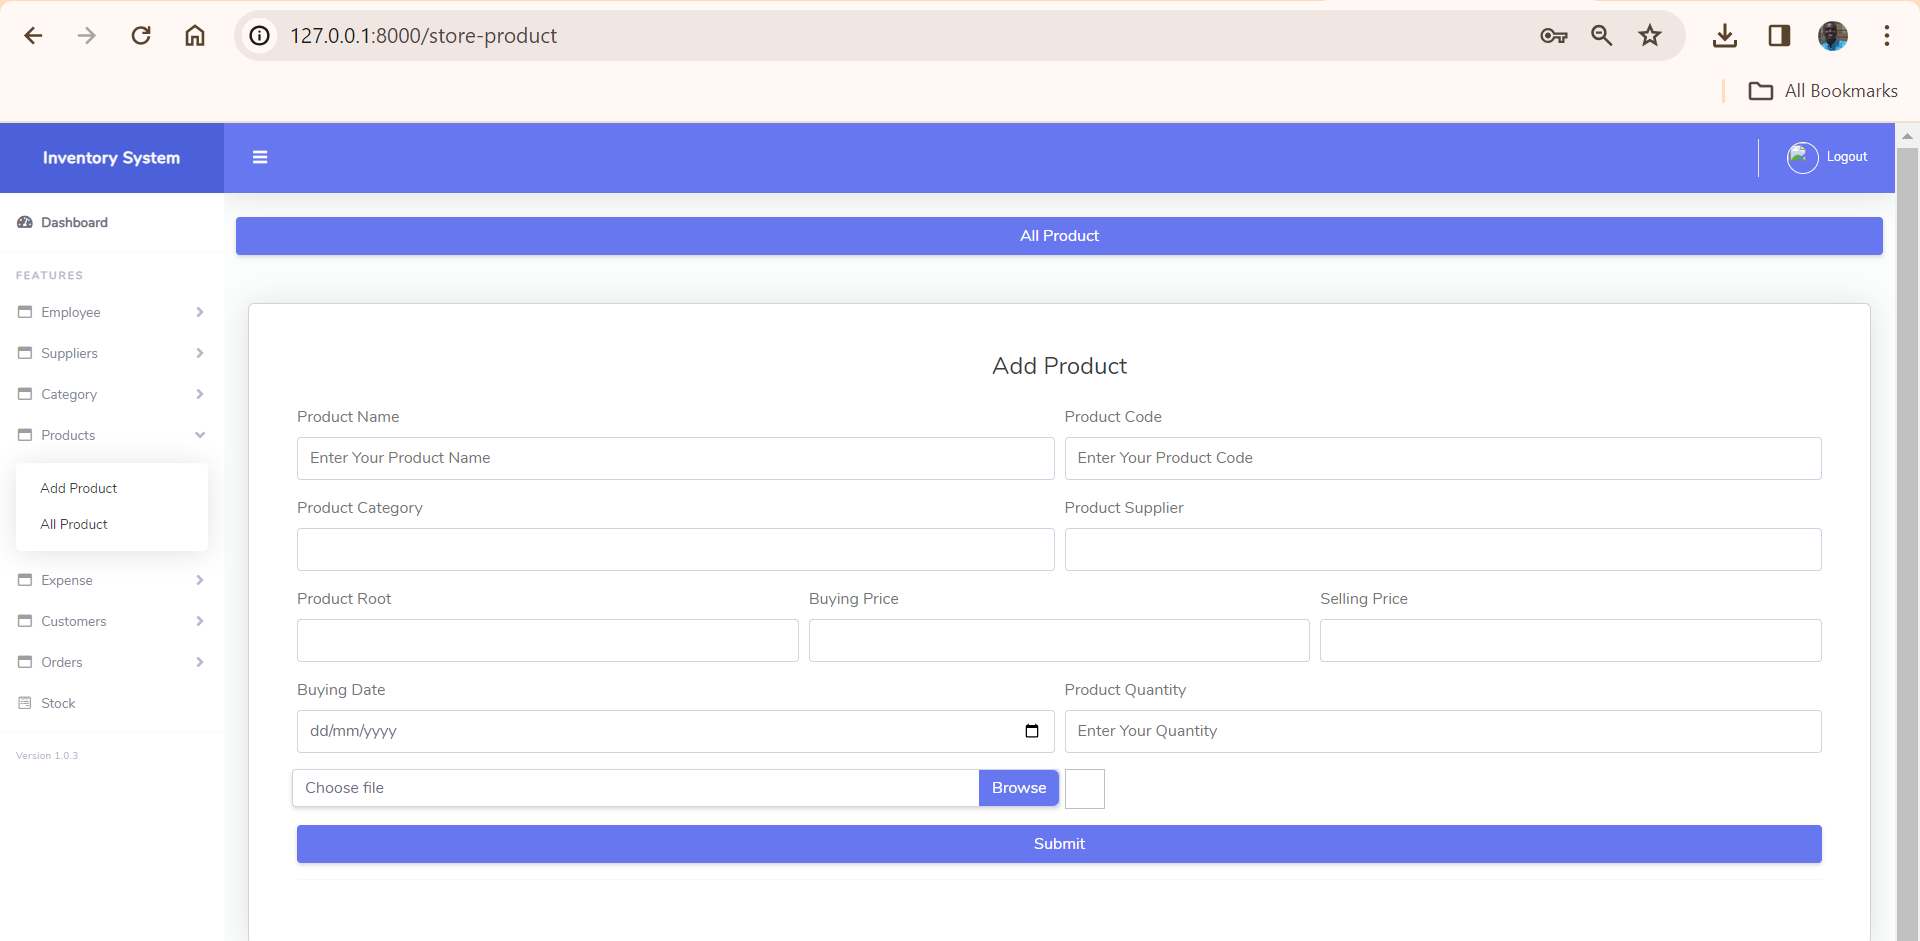 127.0.0.1:8000/store-product
All Bookmarks
Inventory System
Logout
Dashboard
All Product
FEATURES
Employee
Suppliers
Category
Products
Add Product
All Product
Expense
Customers
Orders
Stock
Version 1.0.3
Add Product
Product Name
Product Code
Enter Your Product Name
Enter Your Product Code
Product Category
Product Supplier
Product Root
Buying Price
Selling Price
Buying Date
Product Quantity
dd/mm/yyyy
Enter Your Quantity
Choose file
Browse
Submit